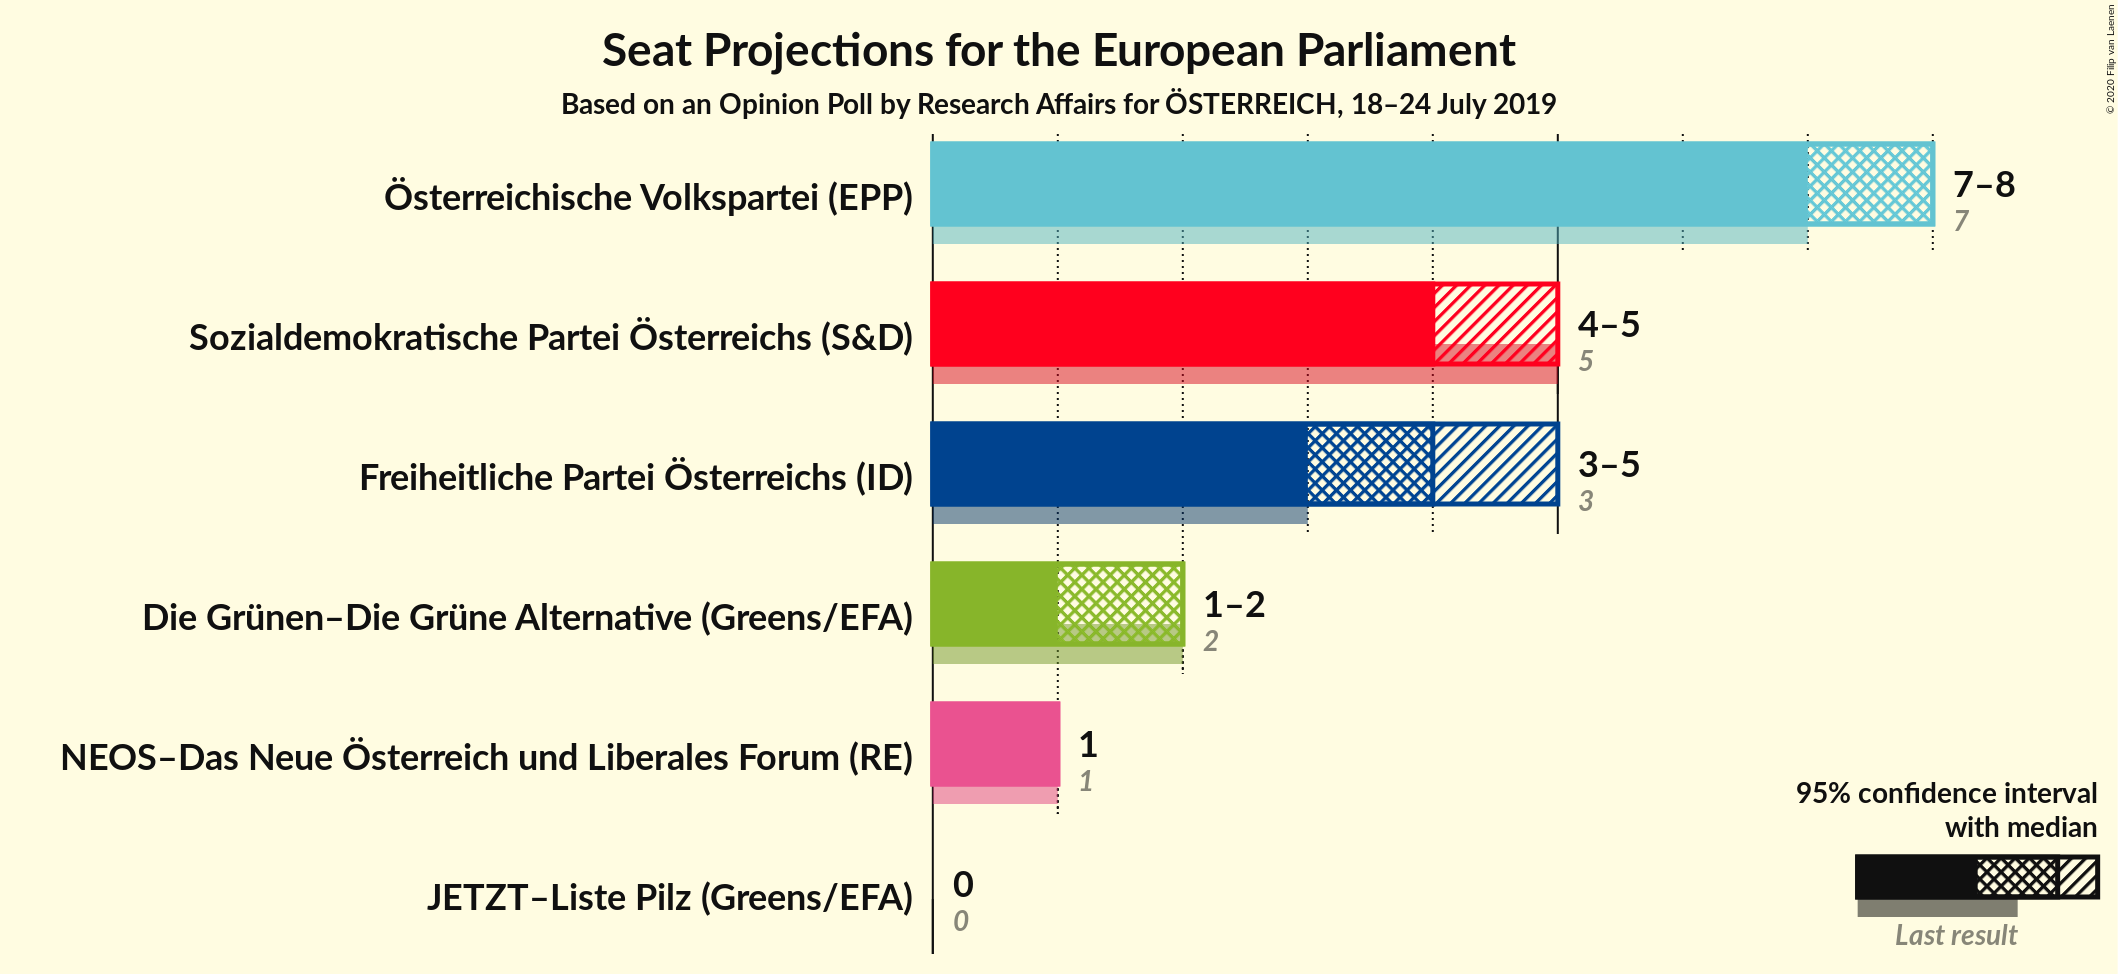 Seat Projections for the European Parliament
Based on an Opinion Poll by Research Affairs for ÖSTERREICH, 18–24 July 2019
© 2020 Filip van Laenen
Österreichische Volkspartei (EPP)
7–8
7
Sozialdemokratische Partei Österreichs (S&D)
4–5
5
Freiheitliche Partei Österreichs (ID)
3–5
3
Die Grünen–Die Grüne Alternative (Greens/EFA)
1–2
2
NEOS–Das Neue Österreich und Liberales Forum (RE)
1
1
JETZT–Liste Pilz (Greens/EFA)
0
0
95% confidence interval
with median
Last result